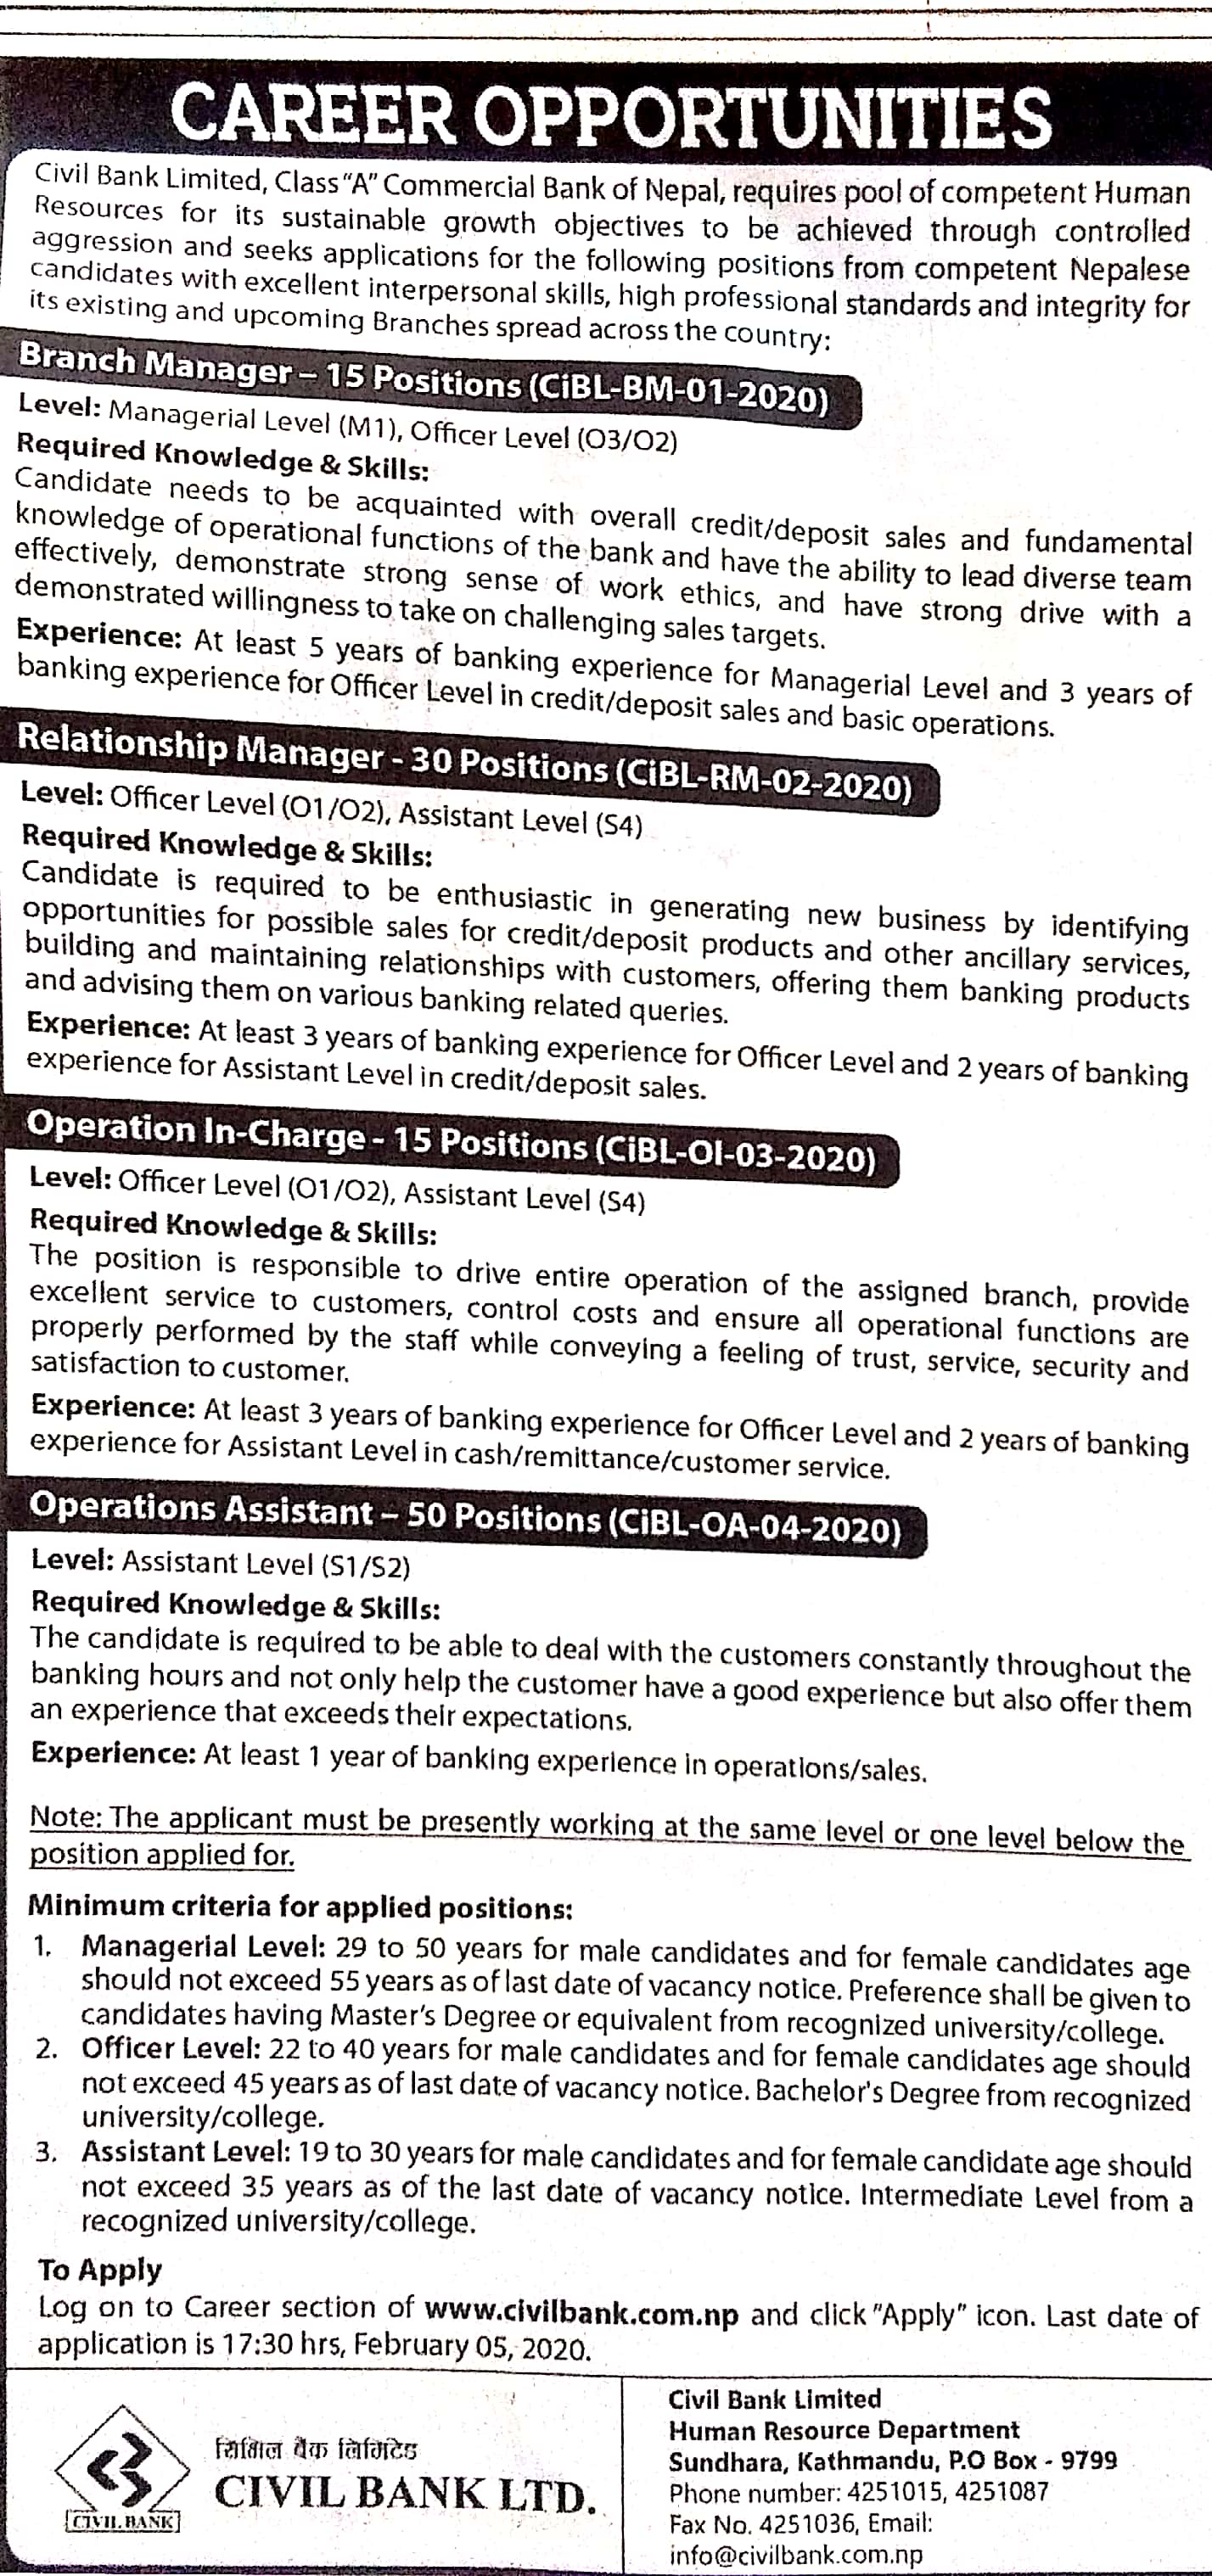 CAREER OPPORTUNITIES
Civil Bank Limited, Class “A” Commercial Bank of Nepal, requires pool of competent Human
Resources for its sustainable growth objectives to be achieved through controlled
aggression and seeks applications for the following positions from competent Nepalese
candidates with excellent interpersonal skills, high professional standards and integrity for
its existing and upcoming Branches spread across the country:
Branch Manager – 15 Positions (CiBL-BM-01-2020)
Level: Managerial Level (M1), Officer Level (O3/O2)
Required Knowledge & Skills:
Candidate needs to be acquainted with overall credit/deposit sales and fundamental
knowledge of operational functions of the bank and have the ability to lead diverse team
effectively, demonstrate strong sense of work ethics, and have strong drive with a
demonstrated willingness to take on challenging sales targets.
Experience: At least 5 years of banking experience for Managerial Level and 3 years of
banking experience for Officer Level in credit/deposit sales and basic operations.
Relationship Manager - 30 Positions (CiBL-RM-02-2020)
Level: Officer Level (O1/O2), Assistant Level (S4)
Required Knowledge & Skills:
Candidate is required to be enthusiastic in generating new business by identifying
opportunities for possible sales for credit/deposit products and other ancillary services,
building and maintaining relationships with customers, offering them banking products
and advising them on various banking related queries.
Experience: At least 3 years of banking experience for Officer Level and 2 years of banking
experience for Assistant Level in credit/deposit sales.
Operation In-Charge - 15 Positions (CiBL-OI-03-2020)
Level: Officer Level (O1/O2), Assistant Level (S4)
Required Knowledge & Skills:
The position is responsible to drive entire operation of the assigned branch, provide
excellent service to customers, control costs and ensure all operational functions are
properly performed by the staff while conveying a feeling of trust, service, security and
satisfaction to customer.
Experience: At least 3 years of banking experience for Officer Level and 2 years of banking
experience for Assistant Level in cash/remittance/customer service.
Operations Assistant – 50 Positions (CiBL-OA-04-2020)
Level: Assistant Level (S1/S2)
Required Knowledge & Skills:
The candidate is required to be able to deal with the customers constantly throughout the
banking hours and not only help the customer have a good experience but also offer them
an experience that exceeds their expectations.
Experience: At least 1 year of banking experience in operations/sales.
Note: The applicant must be presently working at the same level or one level below the
position applied for.
Minimum criteria for applied positions:
1. Managerial Level: 29 to 50 years for male candidates and for female candidates age
should not exceed 55 years as of last date of vacancy notice. Preference shall be given to
candidates having Master’s Degree or equivalent from recognized university/college.
2. Officer Level: 22 to 40 years for male candidates and for female candidates age should
not exceed 45 years as of last date of vacancy notice. Bachelor’s Degree from recognized
university/college.
3. Assistant Level: 19 to 30 years for male candidates and for female candidate age should
not exceed 35 years as of the last date of vacancy notice. Intermediate Level from a
recognized university/college.
To Apply
Log on to Career section of www.civilbank.com.np and click “Apply” icon. Last date of
application is 17:30 hrs, February 05, 2020.
सिभिल बैंक लिमिटेड
CIVIL BANK LTD.
CIVIL BANK
Civil Bank Limited
Human Resource Department
Sundhara, Kathmandu, P.O Box - 9799
Phone number: 4251015, 4251087
Fax No. 4251036, Email:
info@civilbank.com.np